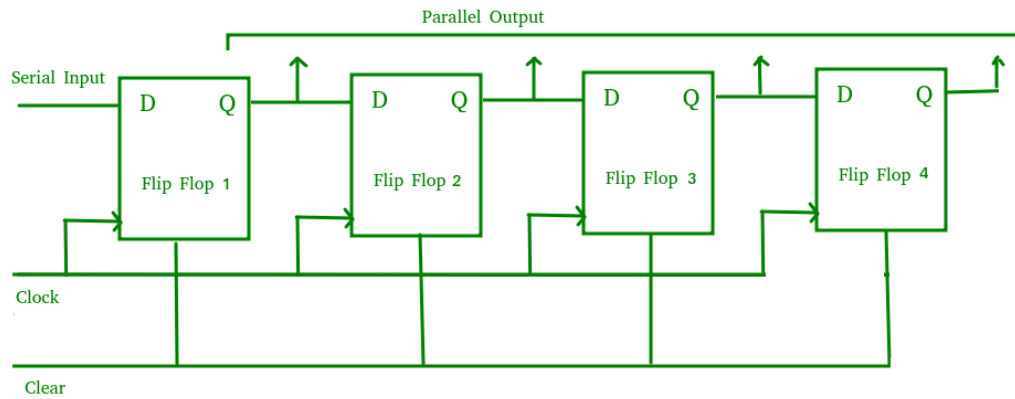 Parallel Output
Serial Input
D Q
D Q
D Q
D Q
Flip Flop 1
Flip Flop 2
Flip Flop 3
Flip Flop 4
Clock
Clear